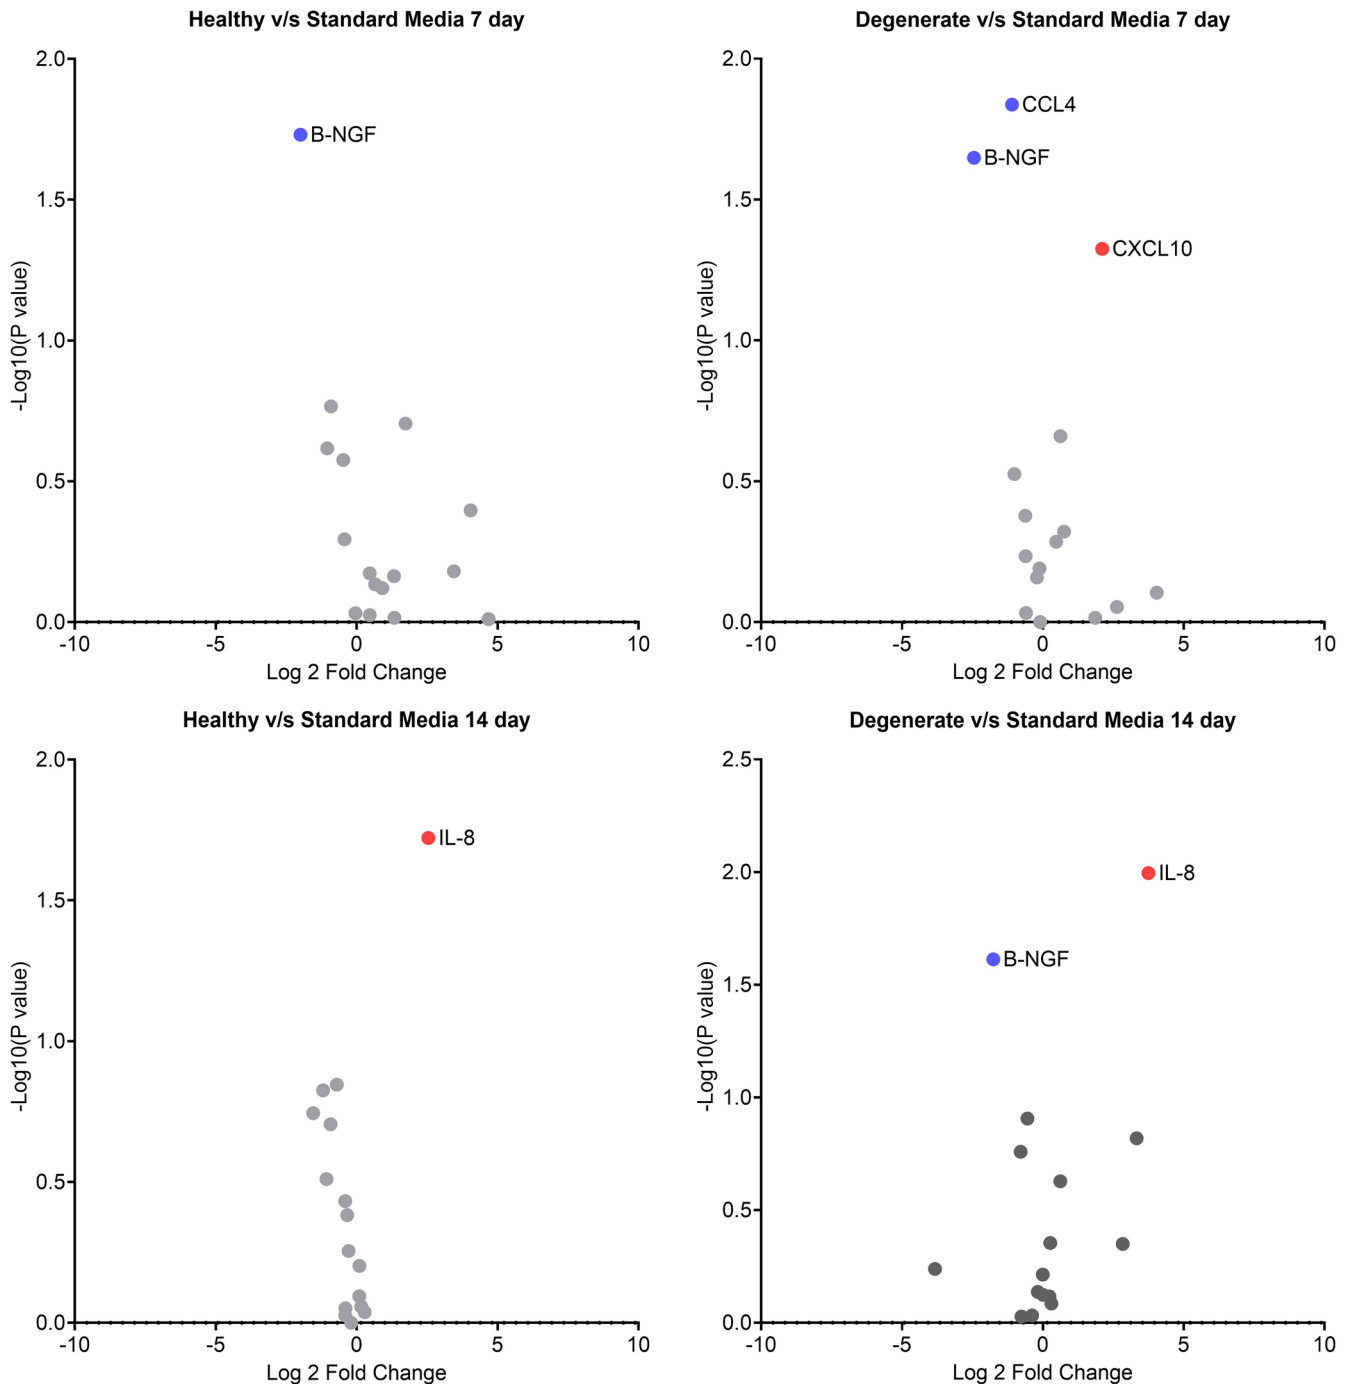 Healthy v/s Standard Media 7 day
2.0
1.5
1.0
0.5
0.0
-Log10(P value)
B-NGF
-10 -5 0 5 10
Log 2 Fold Change
Degenerate v/s Standard Media 7 day
2.0
1.5
1.0
0.5
0.0
-Log10(P value)
CCL4
B-NGF
CXCL10
-10 -5 0 5 10
Log 2 Fold Change
Healthy v/s Standard Media 14 day
2.0
1.5
1.0
0.5
0.0
-Log10(P value)
IL-8
-10 -5 0 5 10
Log 2 Fold Change
Degenerate v/s Standard Media 14 day
2.5
2.0
1.5
1.0
0.5
0.0
-Log10(P value)
IL-8
B-NGF
-10 -5 0 5 10
Log 2 Fold Change